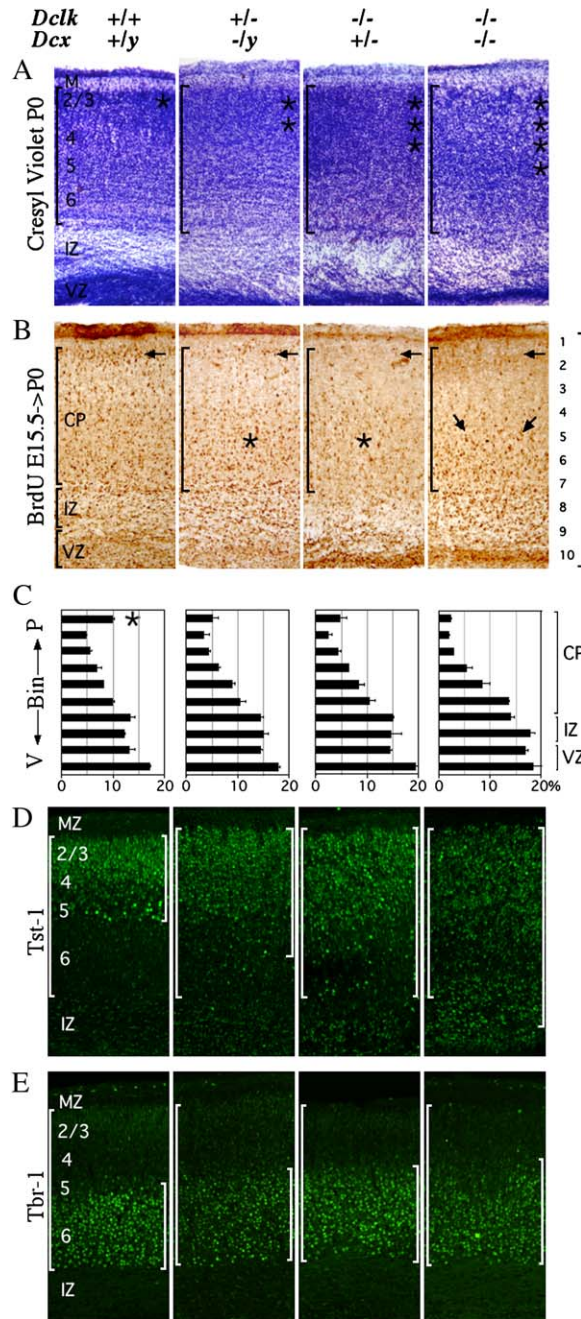 Dclk +/+ +/- -/- -/-
Dcx +/y -/y +/- -/-
A
Cresyl Violet P0
M
2/3
4
5
6
IZ
VZ
*
*
*
*
*
*
*
*
*
*
B
BrdU E15.5->P0
CP
IZ
VZ
*
*
1
2
3
4
5
6
7
8
9
10
C
V Bin P
*
CP
IZ
VZ
0 10 20
0 10 20
0 10 20
0 10 20%
D
Tst-1
MZ
2/3
4
5
6
IZ
E
Tbr-1
MZ
2/3
4
5
6
IZ